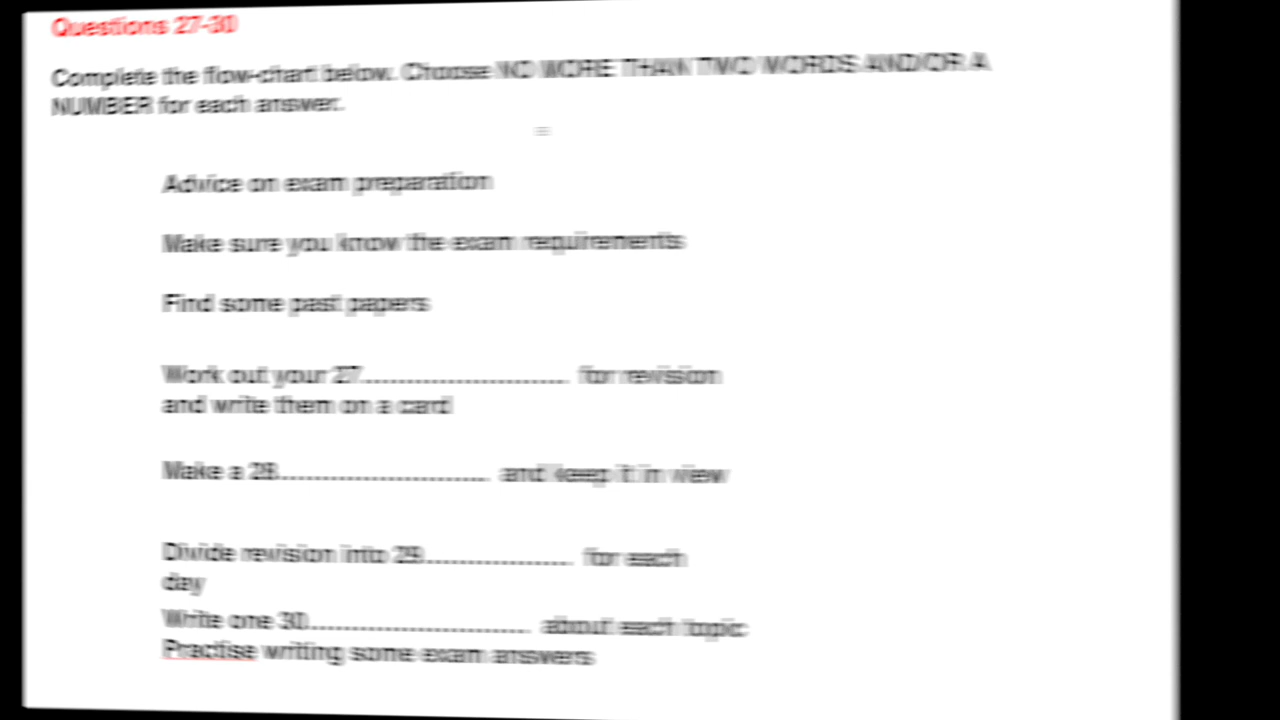 Questions 27-30
Complete the flow-chart below. Choose NO MORE THAN TWO WORDS AND/OR A
NUMBER for each answer.
Advice on exam preparation
Make sure you know the exam requirements
Find some past papers
Work out your 27.......................... for revision
and write them on a card
Make a 28.......................... and keep it in view
Divide revision into 29.................. for each
day
Write one 30........................... about each topic
Practise writing some exam answers